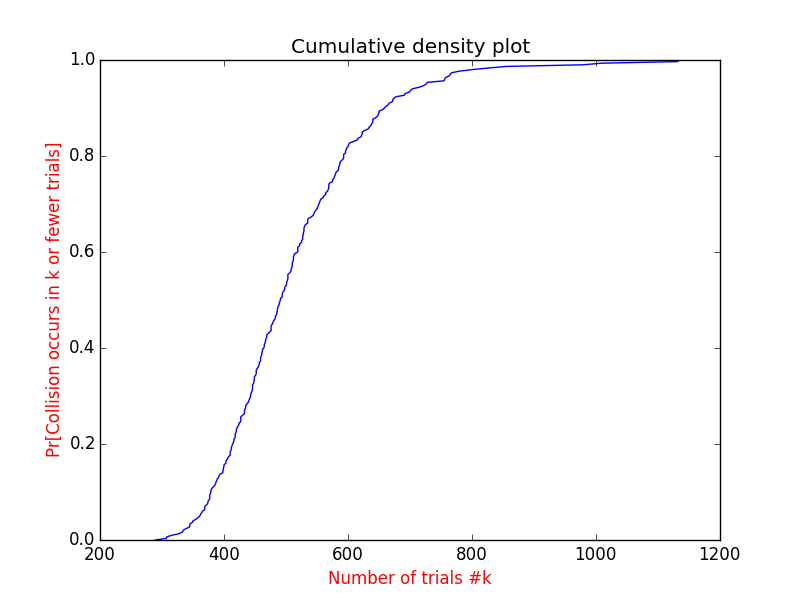 Cumulative density plot
1.0
0.8
0.6
0.4
0.2
0.0
Pr[Collision occurs in k or fewer trials]
200 400 600 800 1000 1200
Number of trials #k